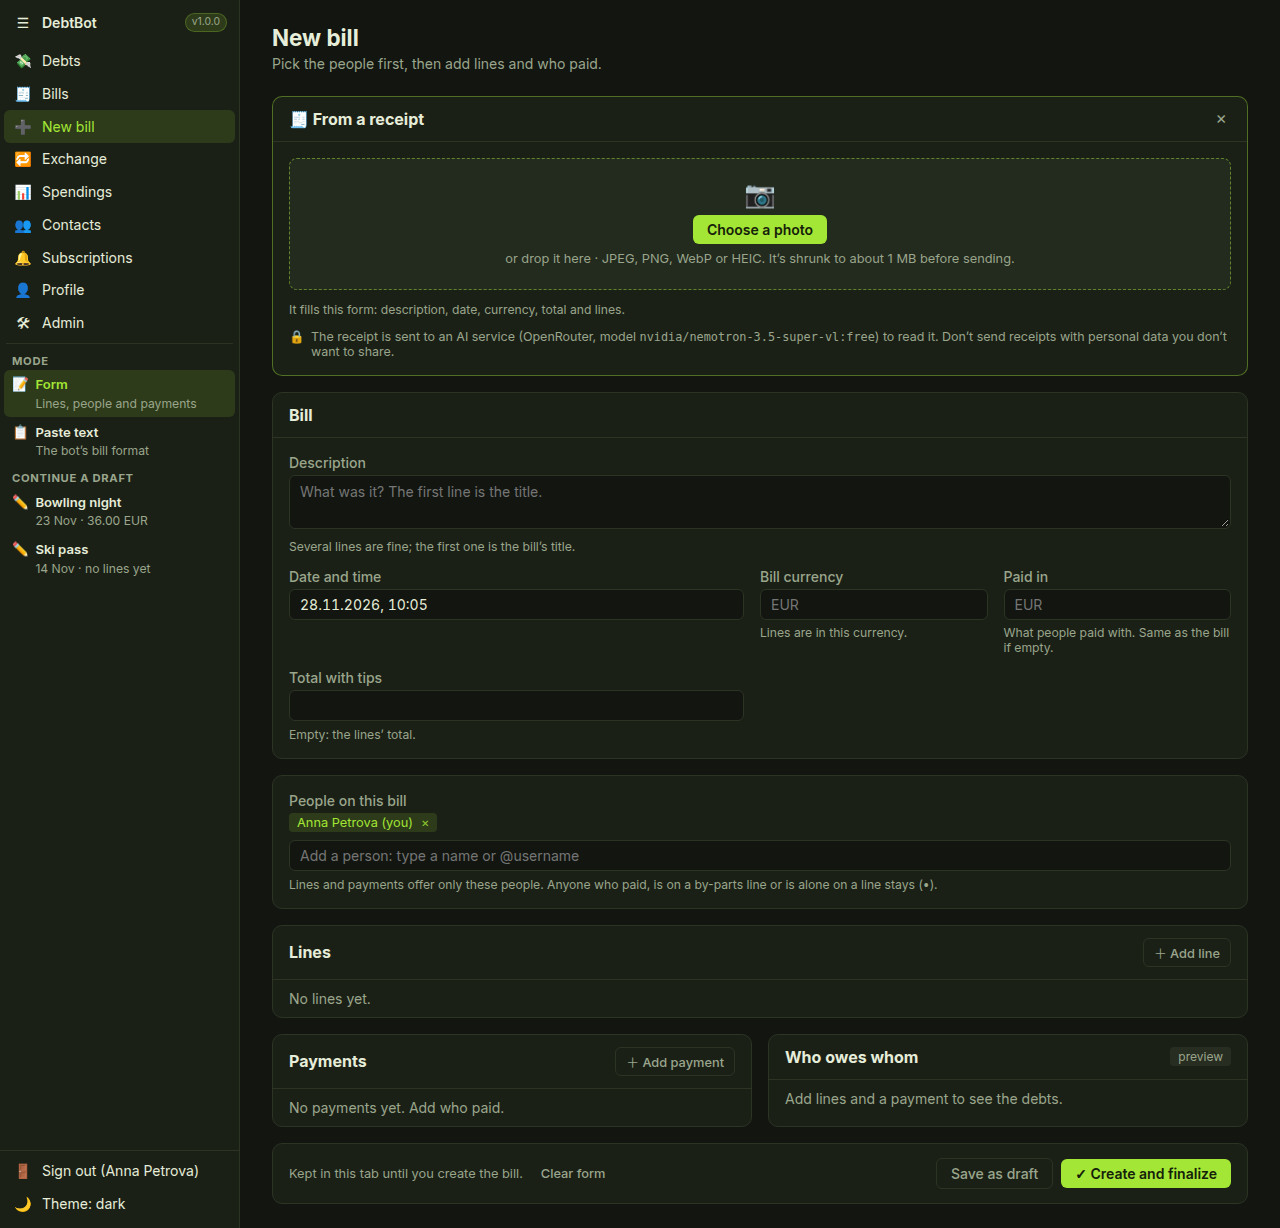 DebtBot
v1.0.0
Debts
Bills
New bill
Exchange
Spendings
Contacts
Subscriptions
Profile
Admin
MODE
Form
Lines, people and payments
Paste text
The bot's bill format
CONTINUE A DRAFT
Bowling night
23 Nov · 36.00 EUR
Ski pass
14 Nov · no lines yet
Sign out (Anna Petrova)
Theme: dark
New bill
Pick the people first, then add lines and who paid.
From a receipt
×
Choose a photo
or drop it here · JPEG, PNG, WebP or HEIC. It's shrunk to about 1 MB before sending.
It fills this form: description, date, currency, total and lines.
The receipt is sent to an AI service (OpenRouter, model nvidia/nemotron-3.5-super-vl:free) to read it. Don't send receipts with personal data you don't
want to share.
Bill
Description
What was it? The first line is the title.
Several lines are fine; the first one is the bill's title.
Date and time
Bill currency
Paid in
28.11.2026, 10:05
EUR
EUR
Lines are in this currency.
What people paid with. Same as the bill
if empty.
Total with tips
Empty: the lines' total.
People on this bill
Anna Petrova (you) ×
Add a person: type a name or @username
Lines and payments offer only these people. Anyone who paid, is on a by-parts line or is alone on a line stays (•).
Lines
+ Add line
No lines yet.
Payments
+ Add payment
No payments yet. Add who paid.
Who owes whom
preview
Add lines and a payment to see the debts.
Kept in this tab until you create the bill.
Clear form
Save as draft
✓ Create and finalize